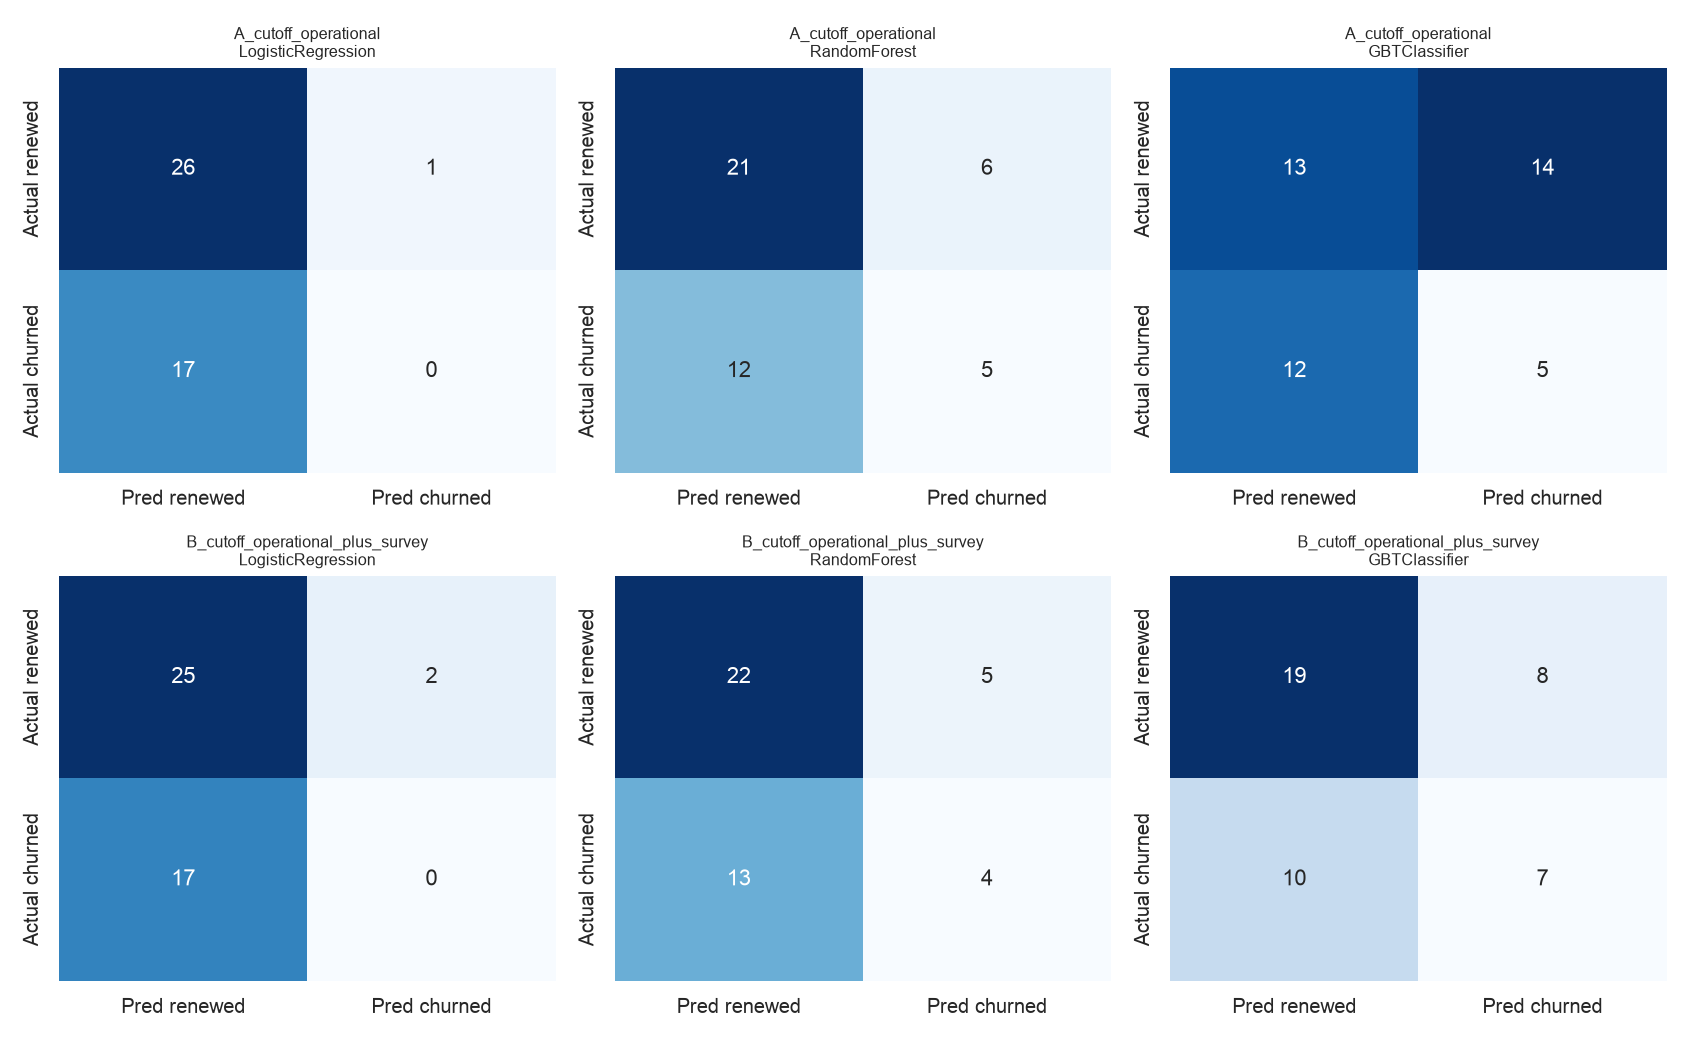 A_cutoff_operational
LogisticRegression
Actual renewed
26
1
Actual churned
17
0
Pred renewed
Pred churned
A_cutoff_operational
RandomForest
Actual renewed
21
6
Actual churned
12
5
Pred renewed
Pred churned
A_cutoff_operational
GBTClassifier
Actual renewed
13
14
Actual churned
12
5
Pred renewed
Pred churned
B_cutoff_operational_plus_survey
LogisticRegression
Actual renewed
25
2
Actual churned
17
0
Pred renewed
Pred churned
B_cutoff_operational_plus_survey
RandomForest
Actual renewed
22
5
Actual churned
13
4
Pred renewed
Pred churned
B_cutoff_operational_plus_survey
GBTClassifier
Actual renewed
19
8
Actual churned
10
7
Pred renewed
Pred churned